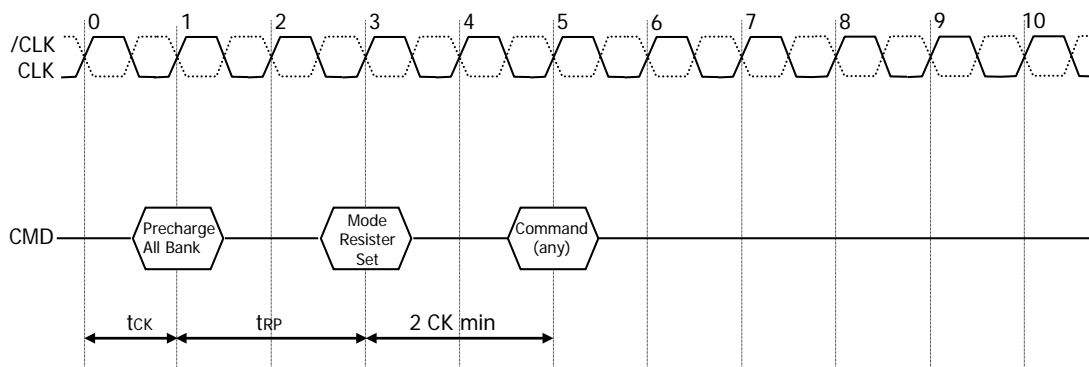 0 1 2 3 4 5 6 7 8 9 10
/CLK
CLK
CMD
Precharge
All Bank
Mode
Resister
Set
Command
(any)
tCK
tRP
2 CK min